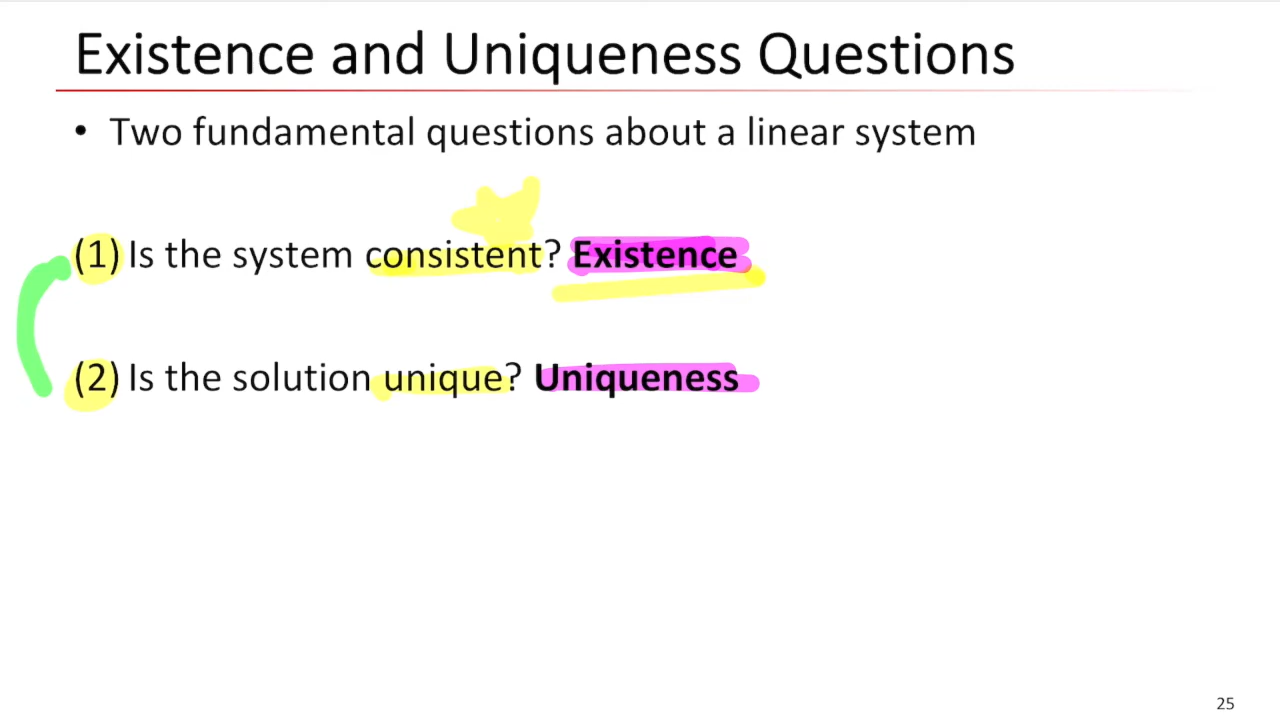 Existence and Uniqueness Questions
• Two fundamental questions about a linear system
(1) Is the system consistent? Existence
(2) Is the solution unique? Uniqueness
25